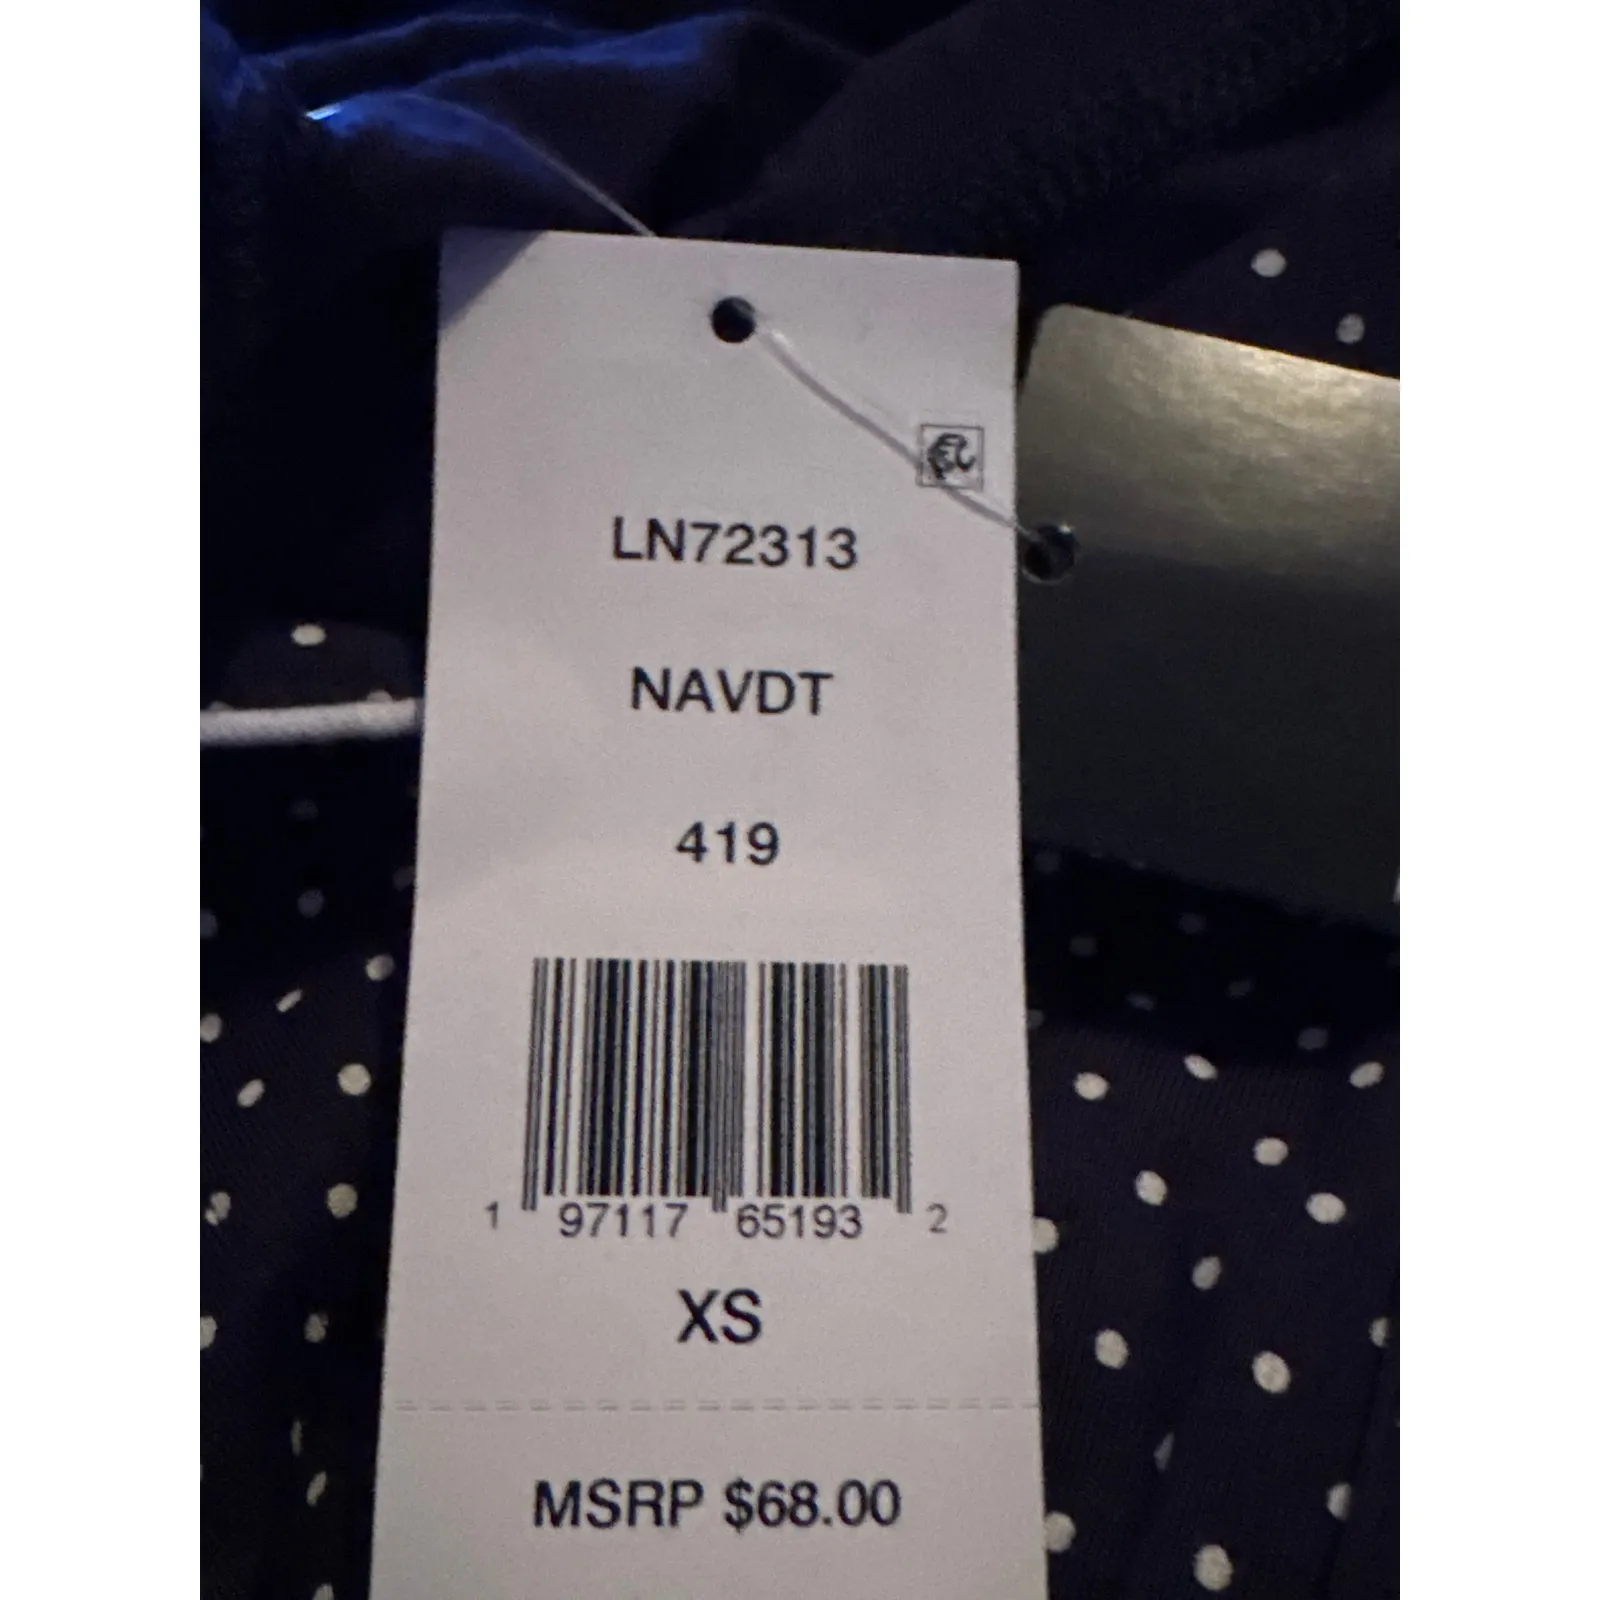 LN72313
NAVDT
419
1 97117 65193 2
XS
MSRP $68.00